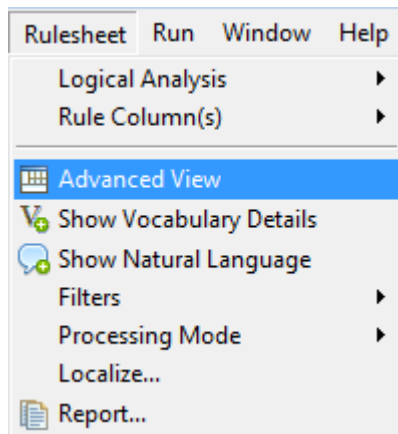 Rulesheet Run Window Help
Logical Analysis
Rule Column(s)
Advanced View
Show Vocabulary Details
Show Natural Language
Filters
Processing Mode
Localize...
Report...